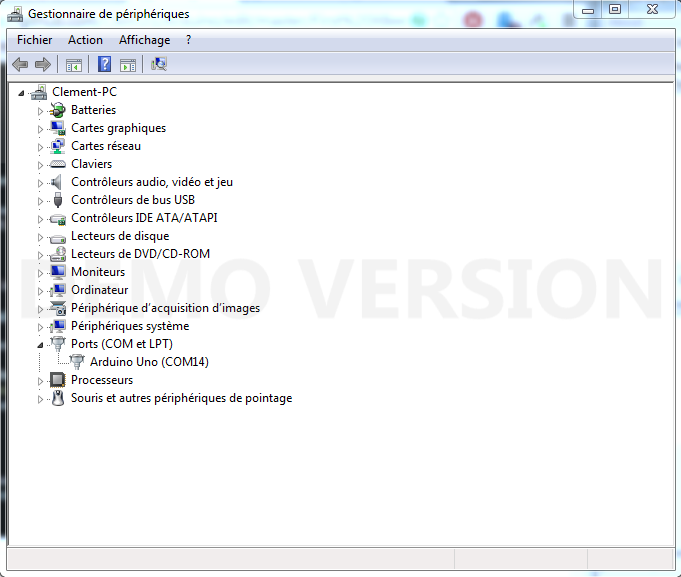 Gestionnaire de périphériques
Fichier Action Affichage ?
Clement-PC
Batteries
Cartes graphiques
Cartes réseau
Claviers
Contrôleurs audio, vidéo et jeu
Contrôleurs de bus USB
Contrôleurs IDE ATA/ATAPI
Lecteurs de disque
Lecteurs de DVD/CD-ROM
Moniteurs
Ordinateur
Périphérique d'acquisition d'images
Périphériques système
Ports (COM et LPT)
Arduino Uno (COM14)
Processeurs
Souris et autres périphériques de pointage
DEMO VERSION